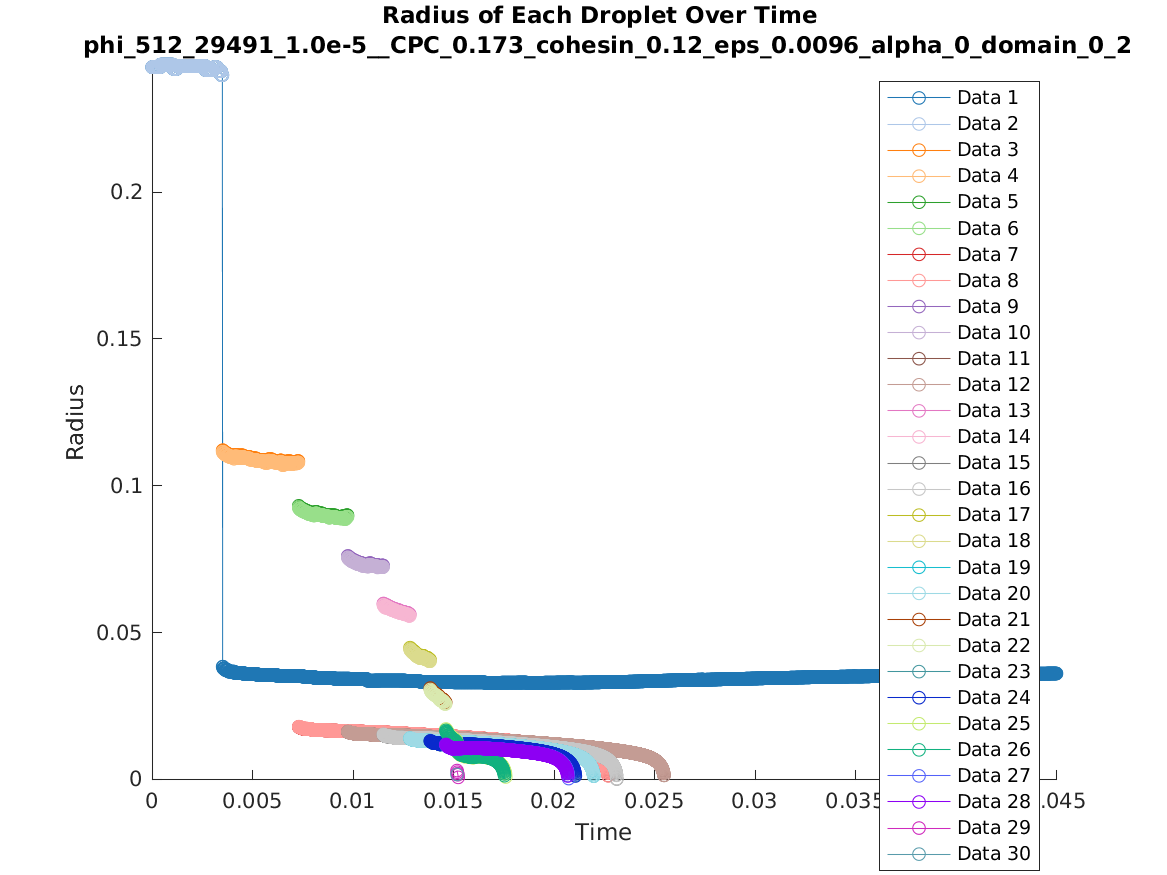 Radius of Each Droplet Over Time
phi_512_29491_1.0e-5__CPC_0.173_cohesin_0.12_eps_0.0096_alpha_0_domain_0_2
Radius
0.2
0.15
0.1
0.05
0
0
0.005
0.01
0.015
0.02
0.025
0.03
0.035
.045
Time
Data 1
Data 2
Data 3
Data 4
Data 5
Data 6
Data 7
Data 8
Data 9
Data 10
Data 11
Data 12
Data 13
Data 14
Data 15
Data 16
Data 17
Data 18
Data 19
Data 20
Data 21
Data 22
Data 23
Data 24
Data 25
Data 26
Data 27
Data 28
Data 29
Data 30